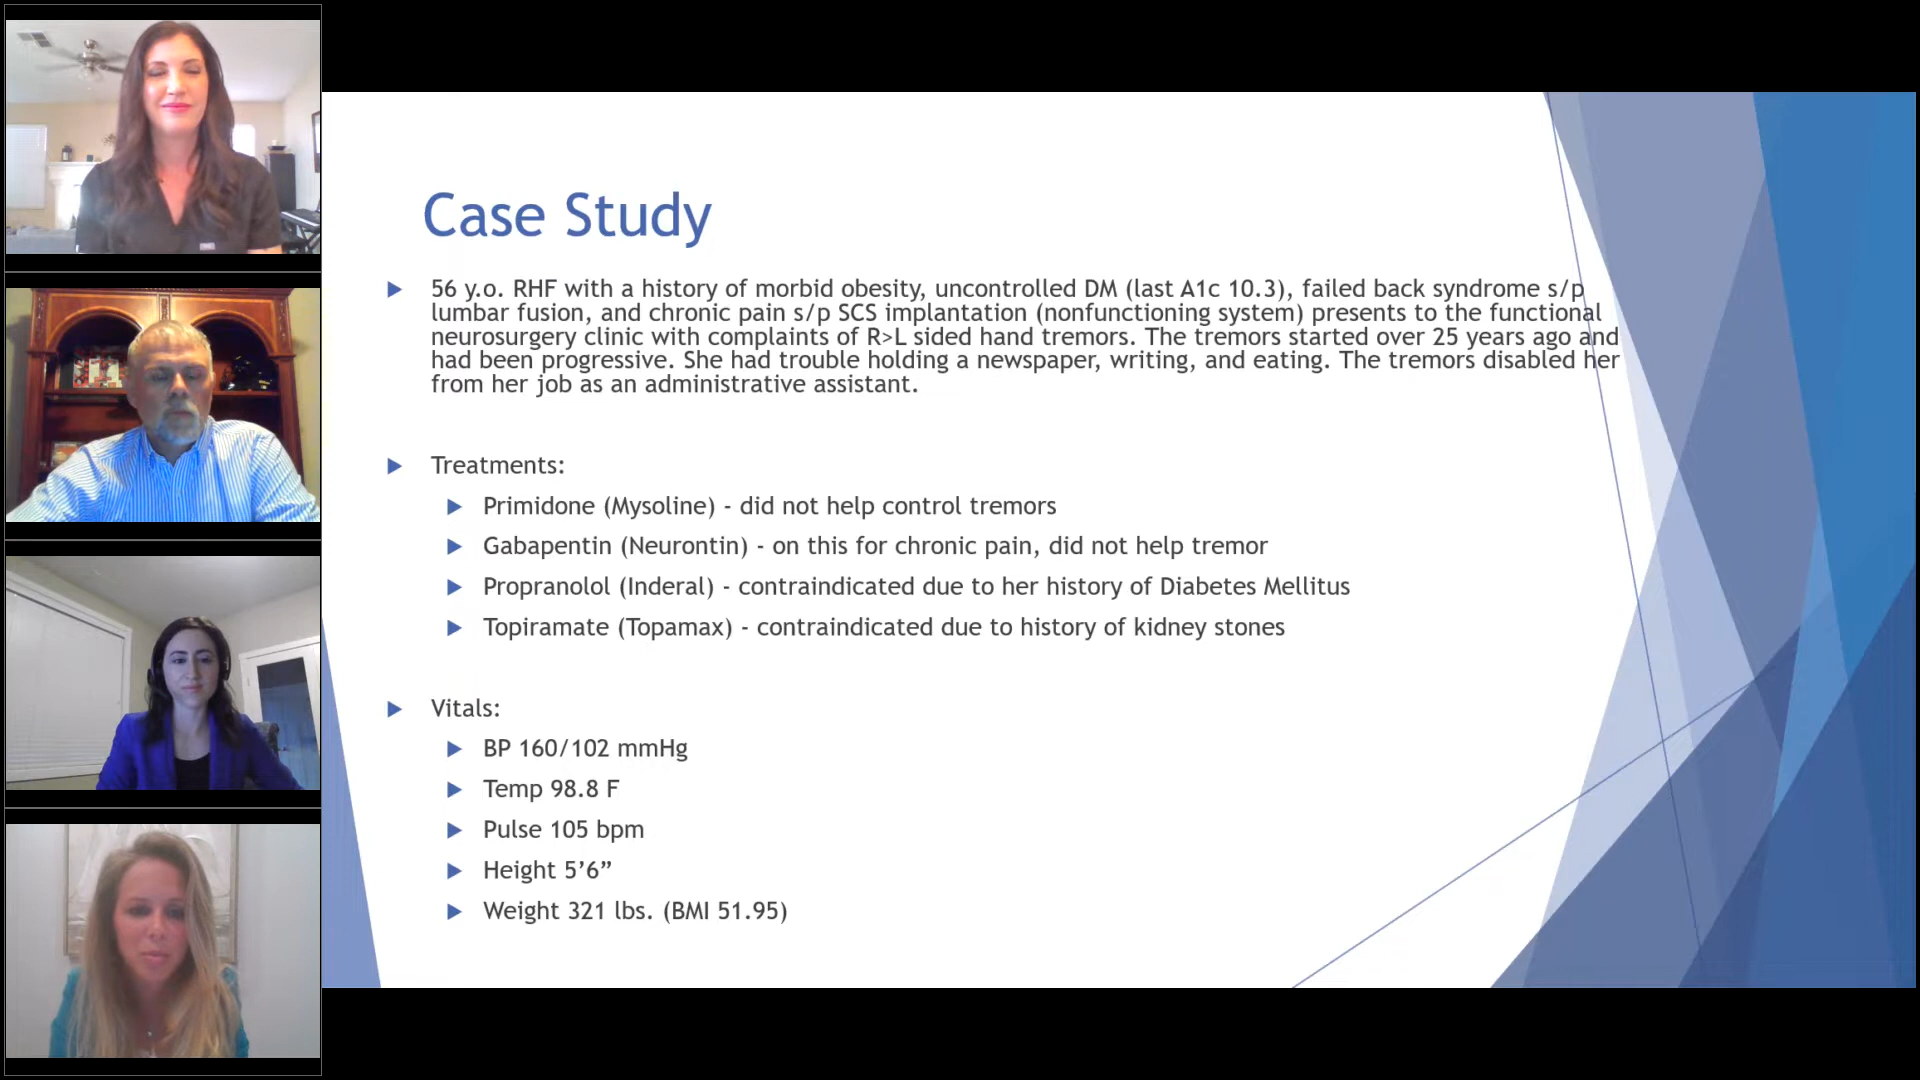 Case Study
56 y.o. RHF with a history of morbid obesity, uncontrolled DM (last A1c 10.3), failed back syndrome s/p
lumbar fusion, and chronic pain s/p SCS implantation (nonfunctioning system) presents to the functional
neurosurgery clinic with complaints of R>L sided hand tremors. The tremors started over 25 years ago and
had been progressive. She had trouble holding a newspaper, writing, and eating. The tremors disabled her
from her job as an administrative assistant.
Treatments:
Primidone (Mysoline) - did not help control tremors
Gabapentin (Neurontin) - on this for chronic pain, did not help tremor
Propranolol (Inderal) - contraindicated due to her history of Diabetes Mellitus
Topiramate (Topamax) - contraindicated due to history of kidney stones
Vitals:
BP 160/102 mmHg
Temp 98.8 F
Pulse 105 bpm
Height 5’6”
Weight 321 lbs. (BMI 51.95)